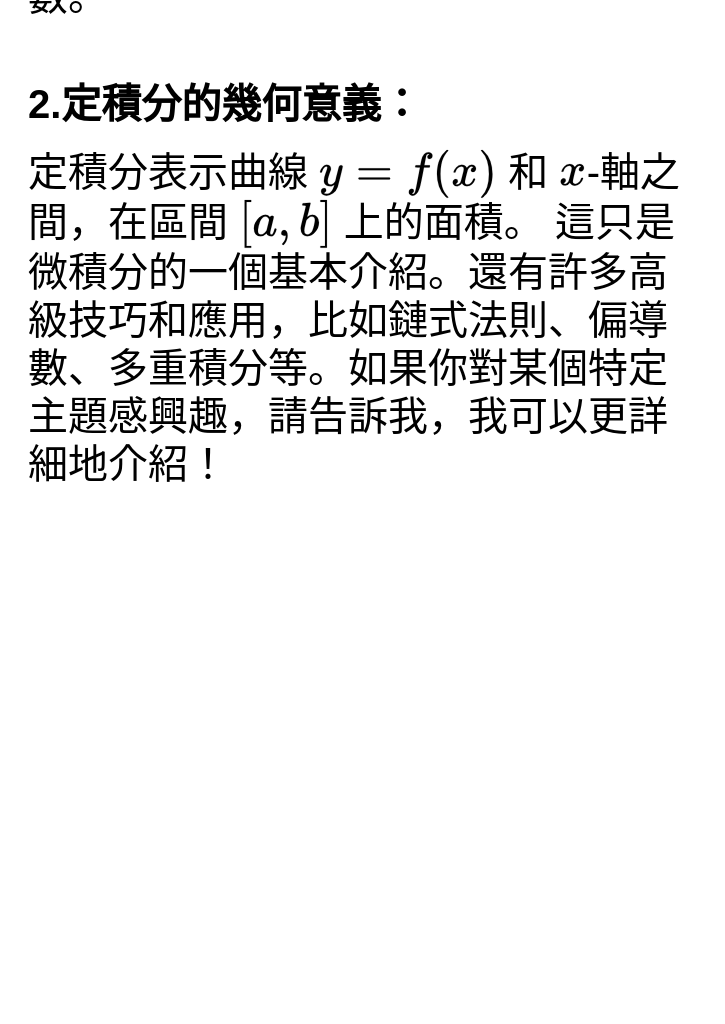 數。
2.定積分的幾何意義：
定積分表示曲線 y = f(x) 和 x-軸之
間，在區間 [a, b] 上的面積。 這只是
微積分的一個基本介紹。還有許多高
級技巧和應用，比如鏈式法則、偏導
數、多重積分等。如果你對某個特定
主題感興趣，請告訴我，我可以更詳
細地介紹！